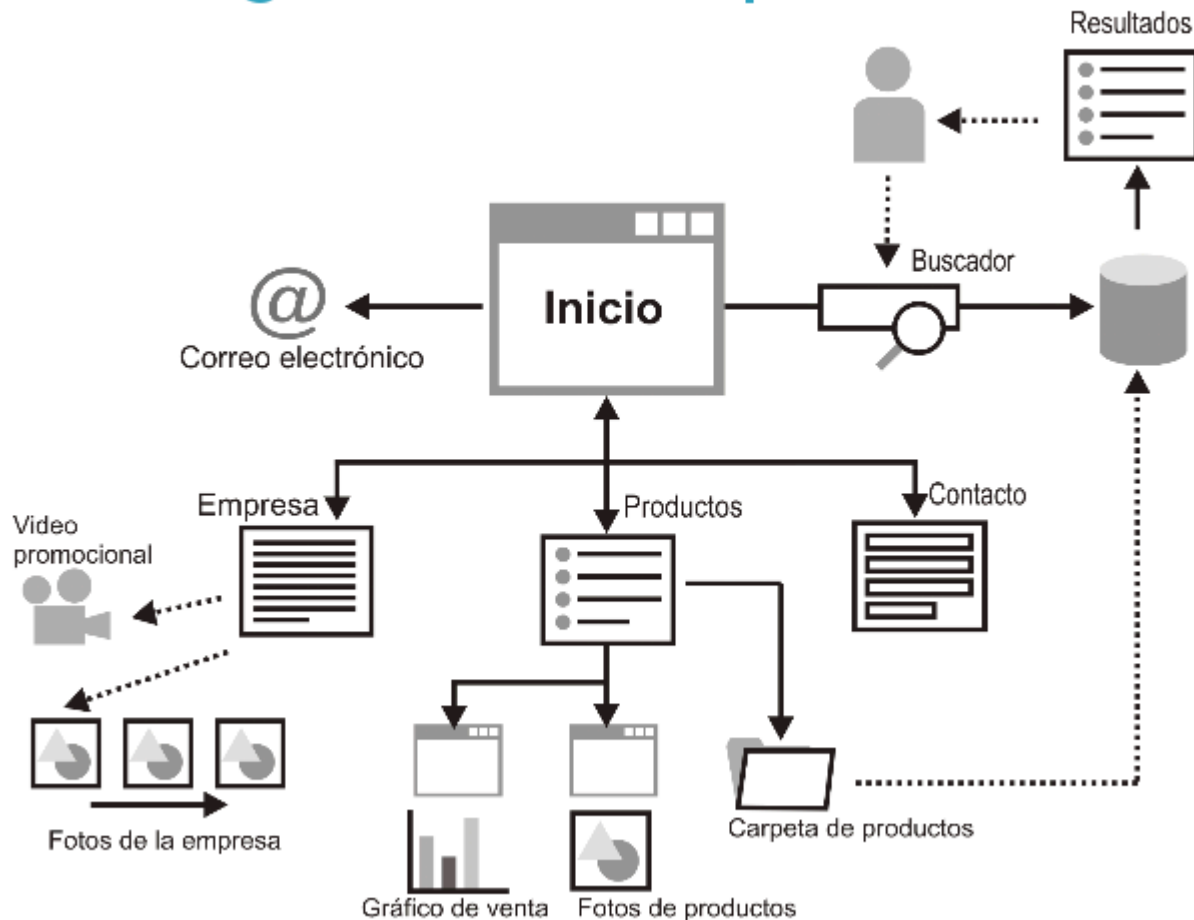 Resultados
Buscador
Inicio
@
Correo electrónico
Empresa
Productos
Contacto
Video
promocional
Fotos de la empresa
Carpeta de productos
Gráfico de venta
Fotos de productos